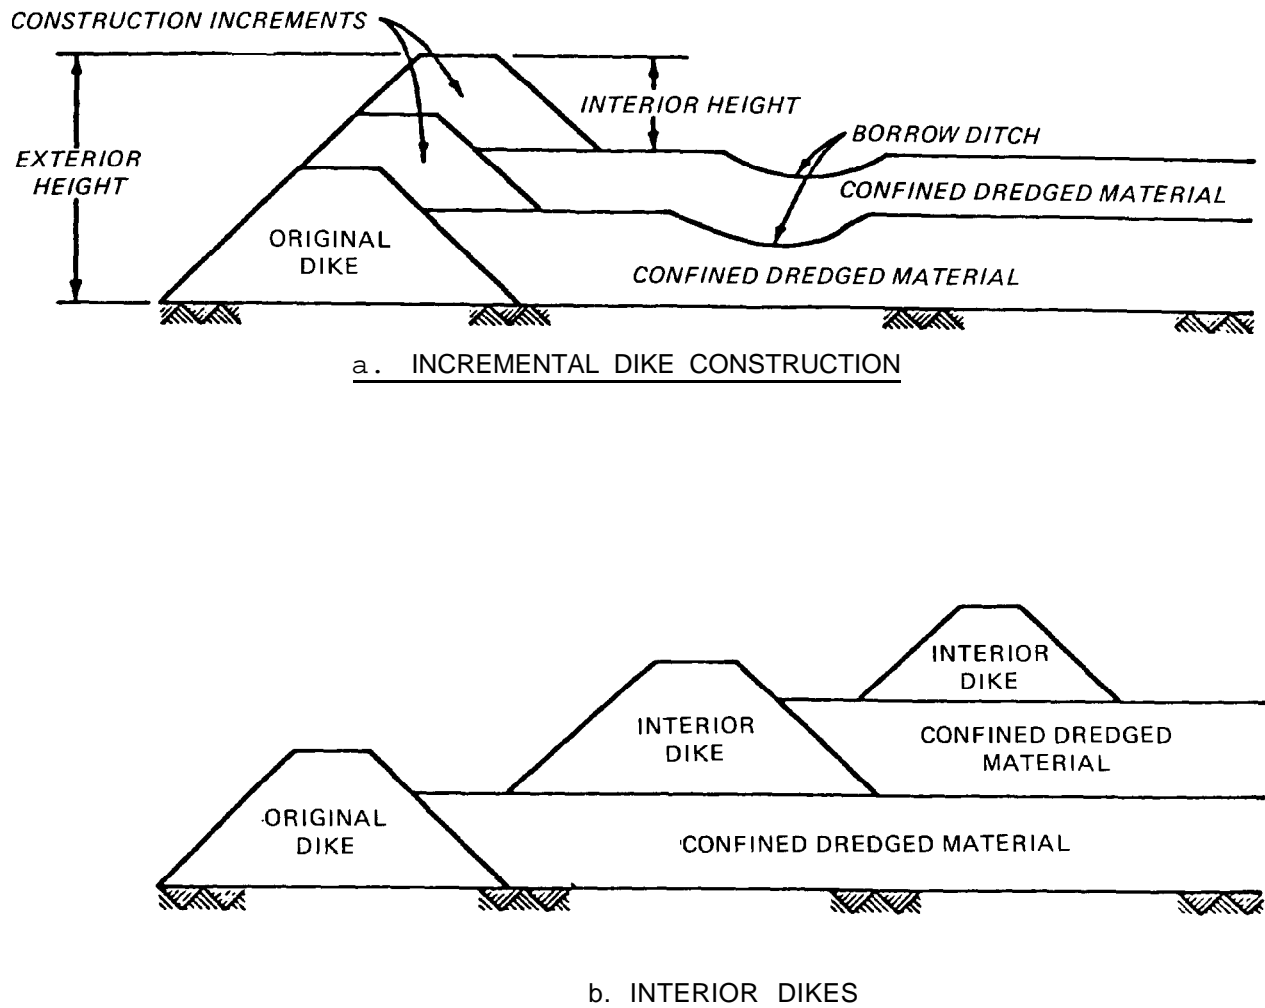 CONSTRUCTION INCREMENTS
INTERIOR HEIGHT
BORROW DITCH
EXTERIOR
HEIGHT
CONFINED DREDGED MATERIAL
ORIGINAL
DIKE
CONFINED DREDGED MATERIAL
a. INCREMENTAL DIKE CONSTRUCTION
INTERIOR
DIKE
INTERIOR
DIKE
CONFINED DREDGED
MATERIAL
ORIGINAL
DIKE
CONFINED DREDGED MATERIAL
b. INTERIOR DIKES